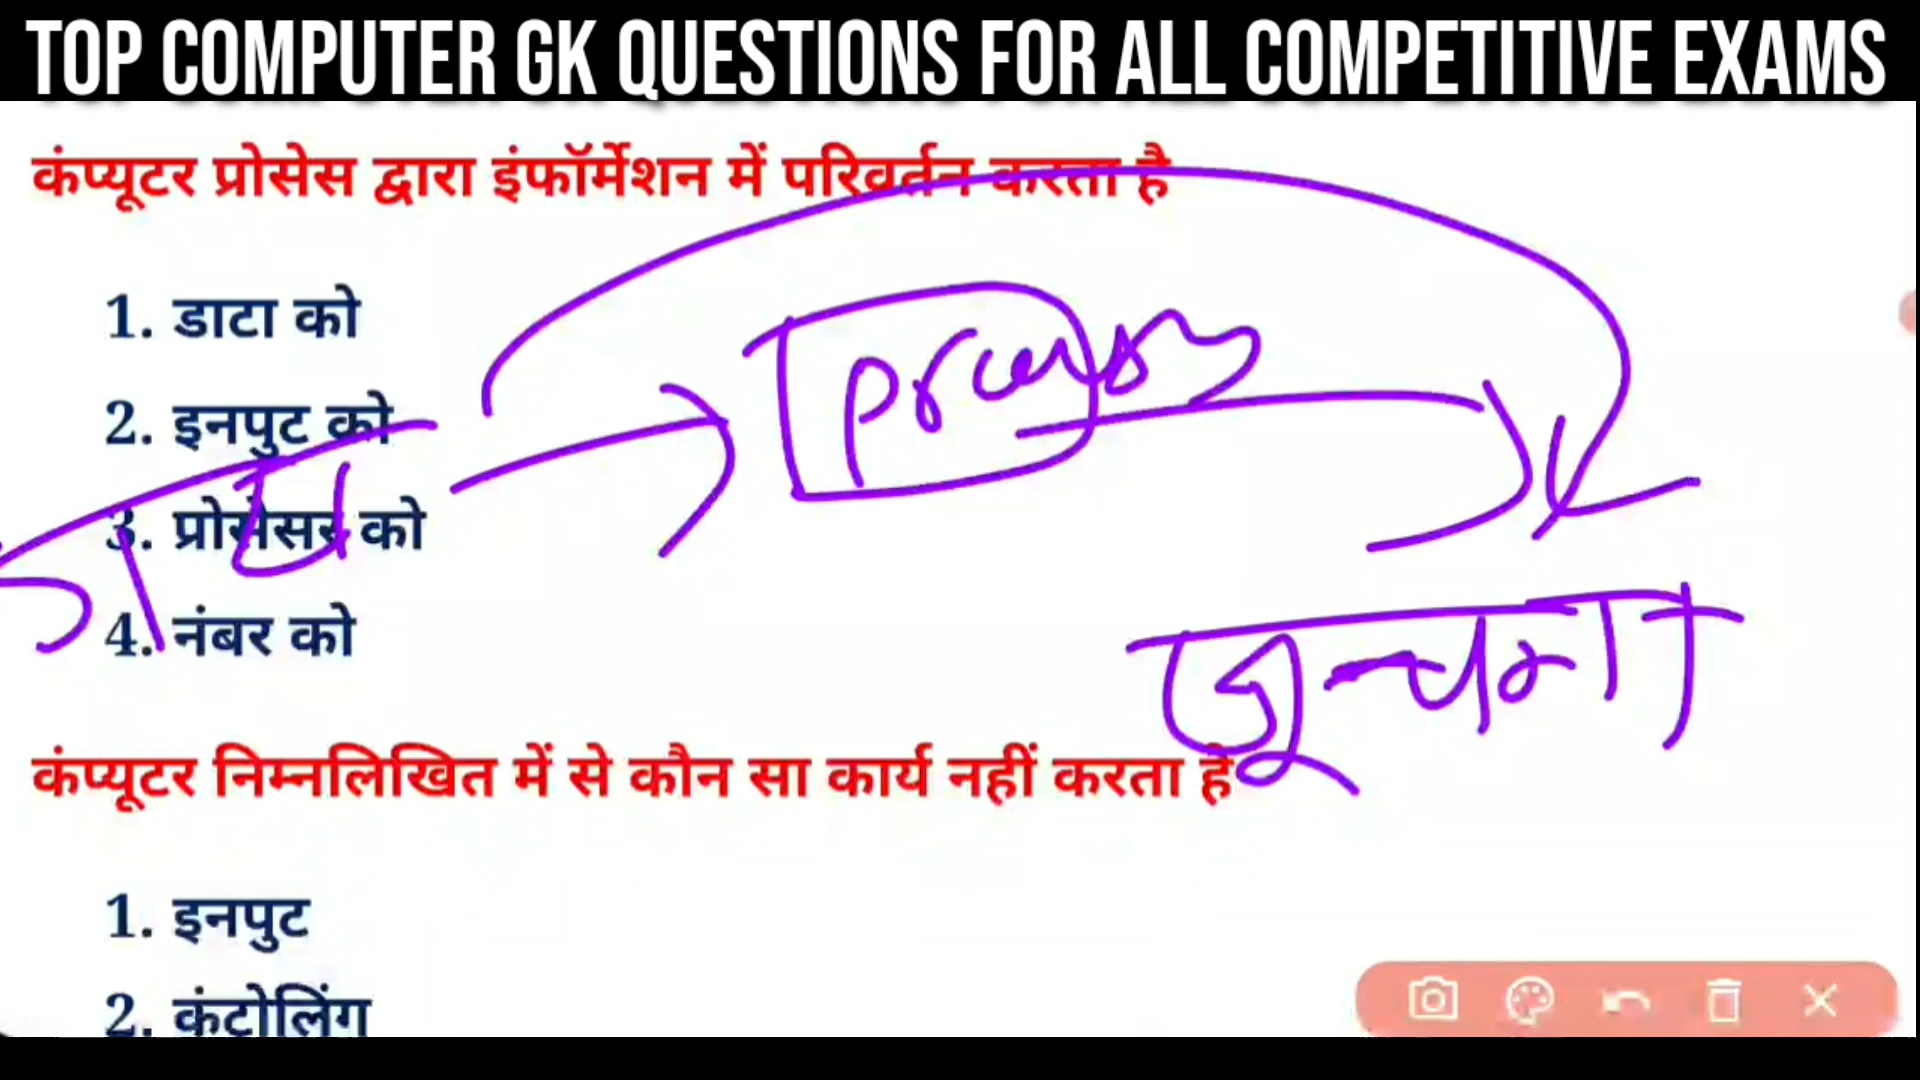 TOP COMPUTER GK QUESTIONS FOR ALL COMPETITIVE EXAMS
कंप्यूटर प्रोसेस द्वारा इंफॉर्मेशन में परिवर्तन करता है
1. डाटा को
2. इनपुट को
3. प्रोसेसर को
4. नंबर को
सूचना
कंप्यूटर निम्नलिखित में से कौन सा कार्य नहीं करता है
1. इनपुट
2. कंट्रोलिंग